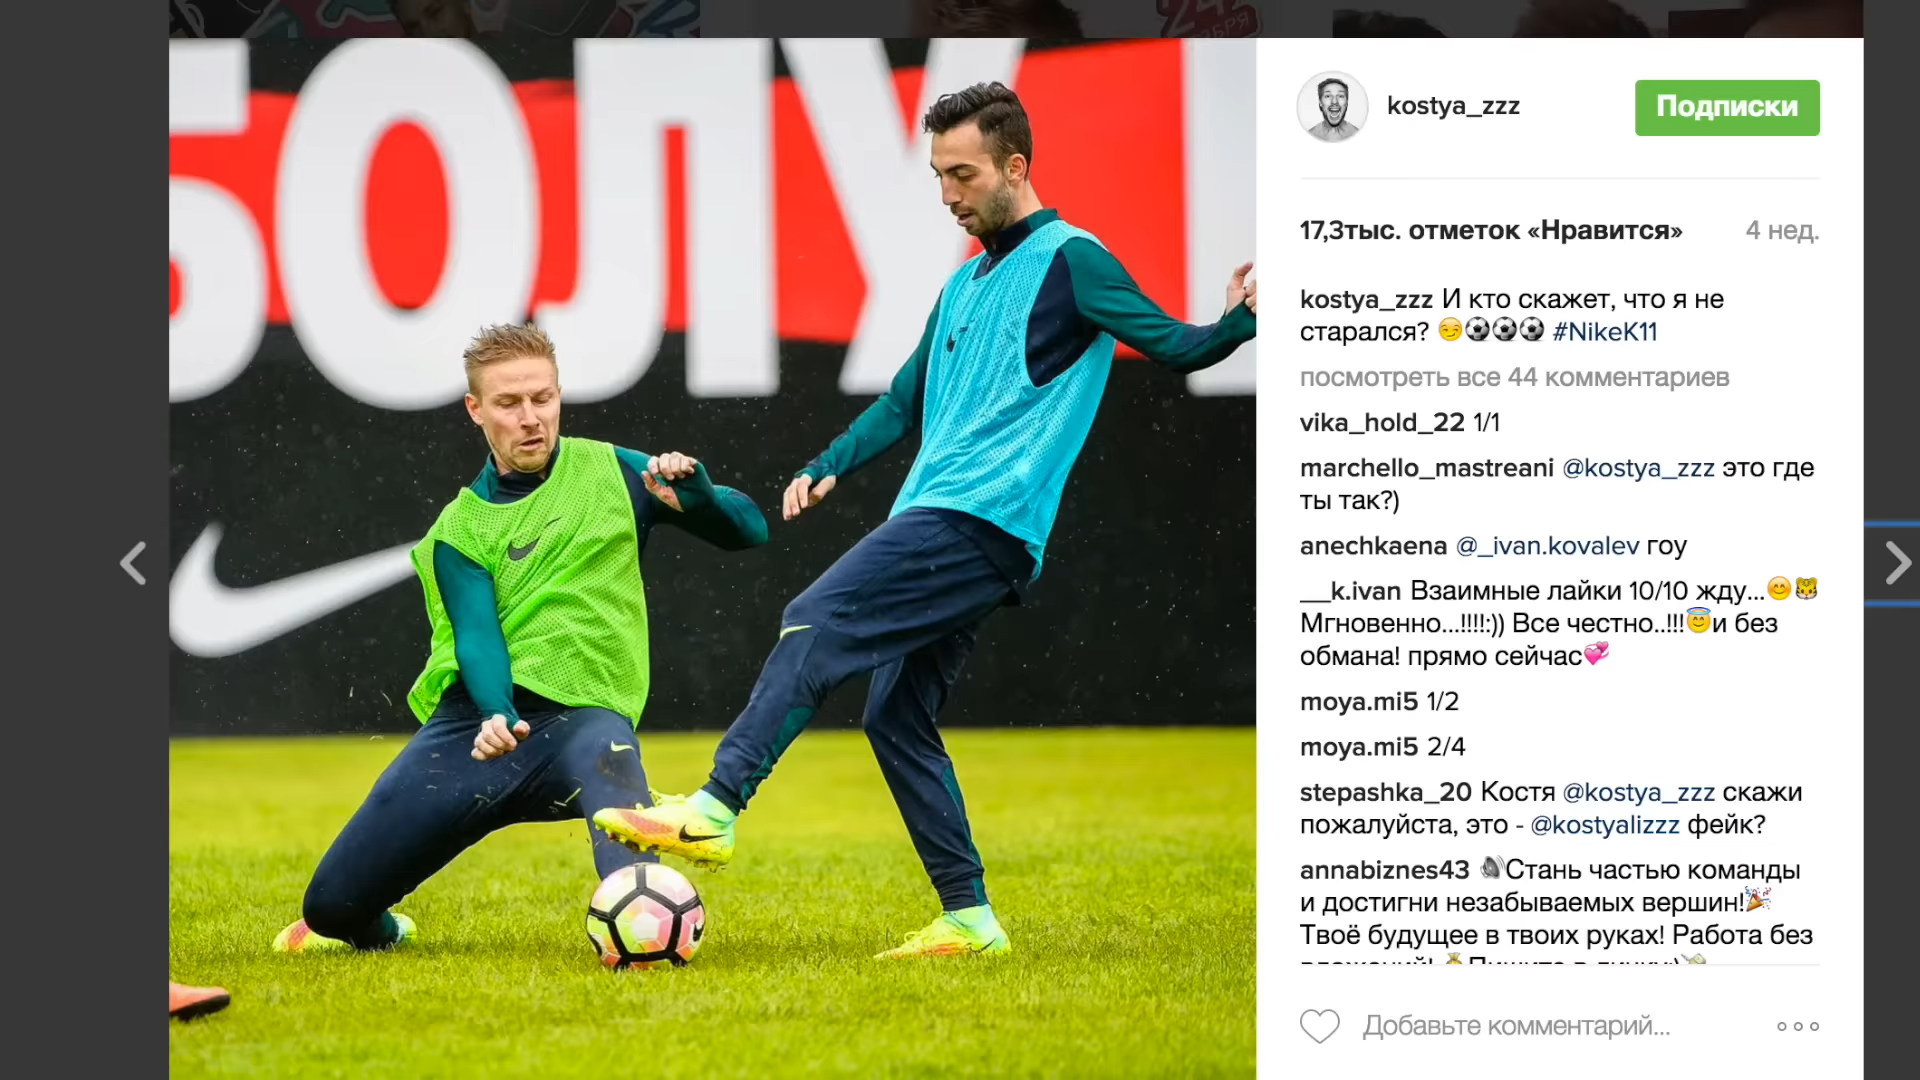 242
БРЯ
БОЛУ
kostya_zzz
Подписки
17,3тыс. отметок «Нравится»
4 нед.
kostya_zzz И кто скажет, что я не
старался? 😏⚽⚽⚽ #NikeK11
посмотреть все 44 комментариев
vika_hold_22 1/1
marchello_mastreani @kostya_zzz это где
ты так?)
anechkaena @_ivan.kovalev гоу
__k.ivan Взаимные лайки 10/10 жду...😊🐯
Мгновенно...!!!!:)) Все честно..!!!😇и без
обмана! прямо сейчас💞
moya.mi5 1/2
moya.mi5 2/4
stepashka_20 Костя @kostya_zzz скажи
пожалуйста, это - @kostyalizzz фейк?
annabiznes43 🔊Стань частью команды
и достигни незабываемых вершин!🎉
Твоё будущее в твоих руках! Работа без
Добавьте комментарий...